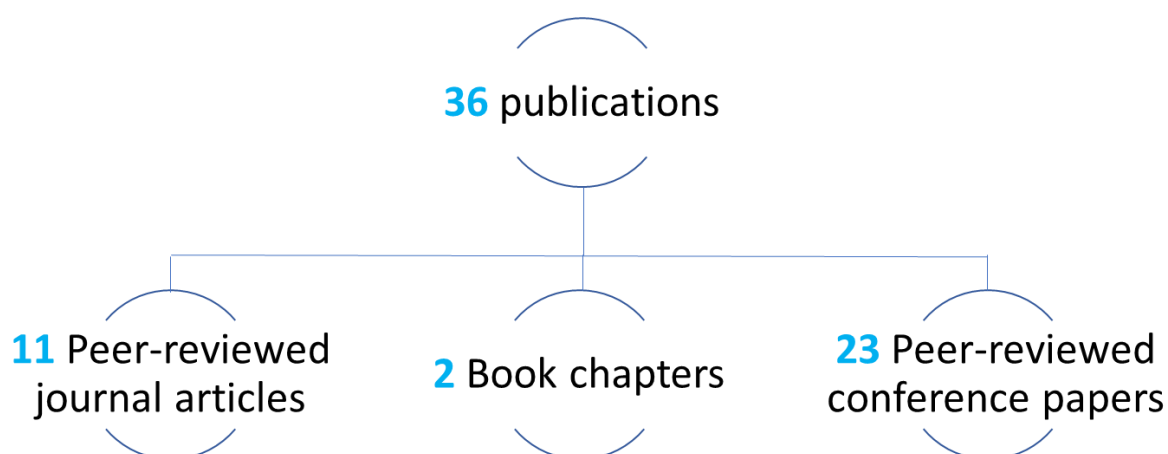 36 publications
11 Peer-reviewed
journal articles
2 Book chapters
23 Peer-reviewed
conference papers